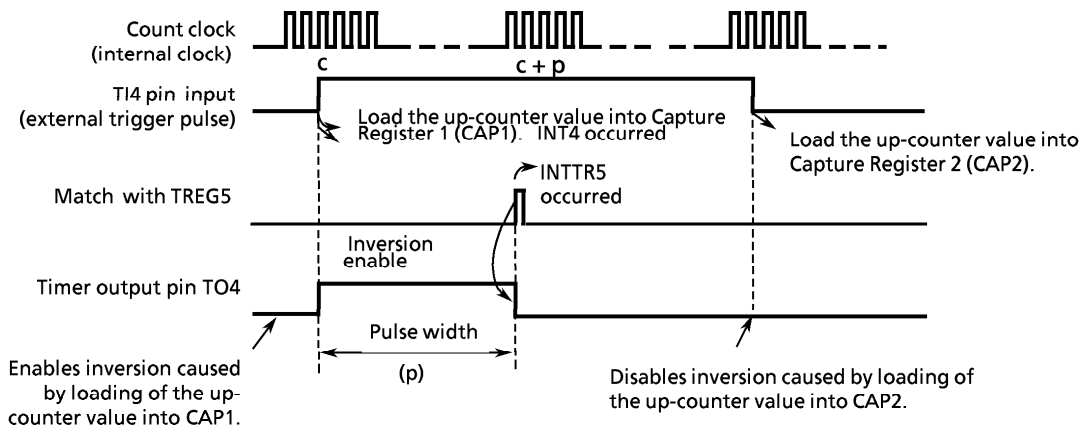 Count clock
(internal clock)
c
c + p
TI4 pin input
(external trigger pulse)
Load the up-counter value into Capture
Register 1 (CAP1). INT4 occurred
Load the up-counter value into
Capture Register 2 (CAP2).
INTTR5
occurred
Match with TREG5
Inversion
enable
Timer output pin TO4
Pulse width
(p)
Enables inversion caused
by loading of the up-
counter value into CAP1.
Disables inversion caused by loading of
the up-counter value into CAP2.